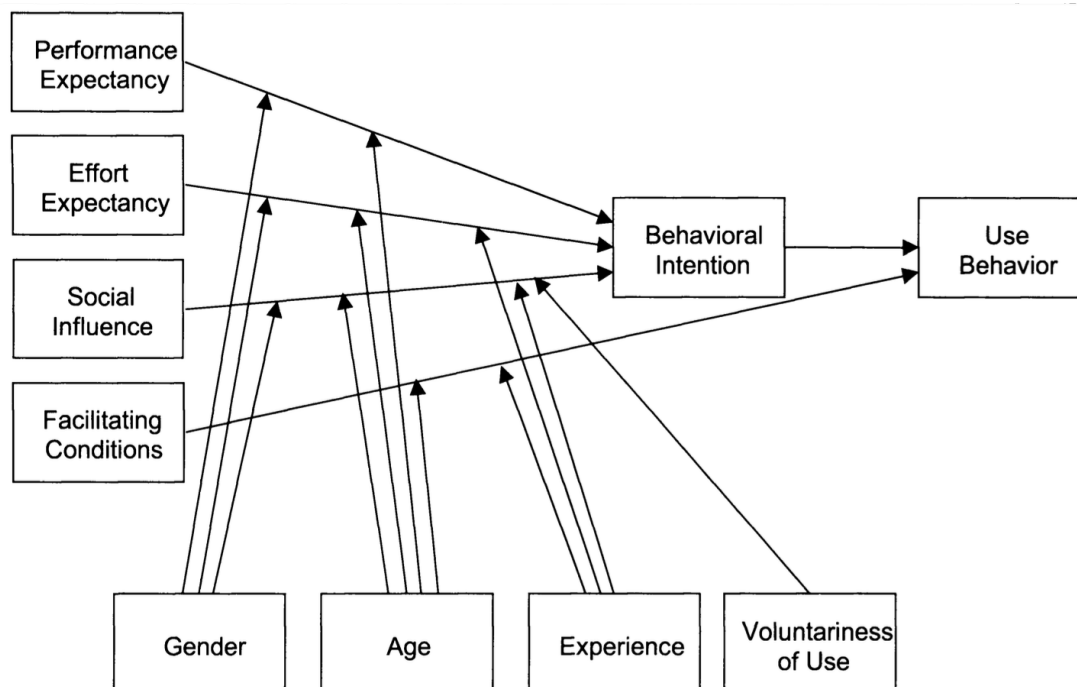 Performance
Expectancy
Effort
Expectancy
Social
Influence
Facilitating
Conditions
Behavioral
Intention
Use
Behavior
Gender
Age
Experience
Voluntariness
of Use